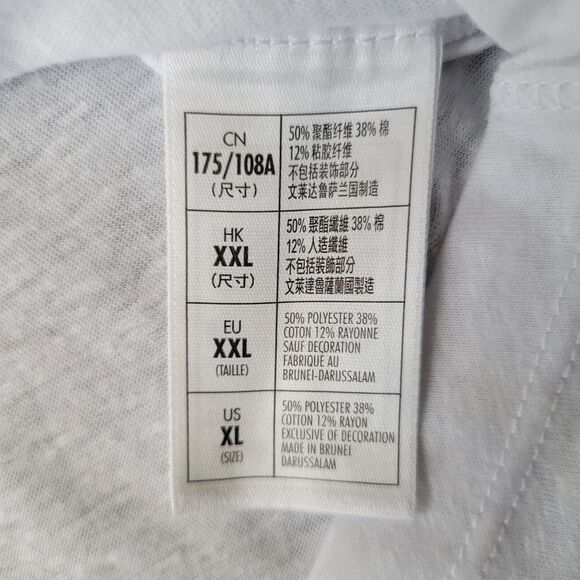 CN
175/108A
(尺寸)
50% 聚酯纤维 38% 棉
12% 粘胶纤维
不包括装饰部分
文莱达鲁萨兰国制造
HK
XXL
(尺寸)
50% 聚酯纖維 38% 棉
12% 人造纖維
不包括裝飾部分
文萊達魯薩蘭國製造
EU
XXL
(TAILLE)
50% POLYESTER 38%
COTON 12% RAYONNE
SAUF DECORATION
FABRIQUE AU
BRUNEI-DARUSSALAM
US
XL
(SIZE)
50% POLYESTER 38%
COTTON 12% RAYON
EXCLUSIVE OF DECORATION
MADE IN BRUNEI
DARUSSALAM